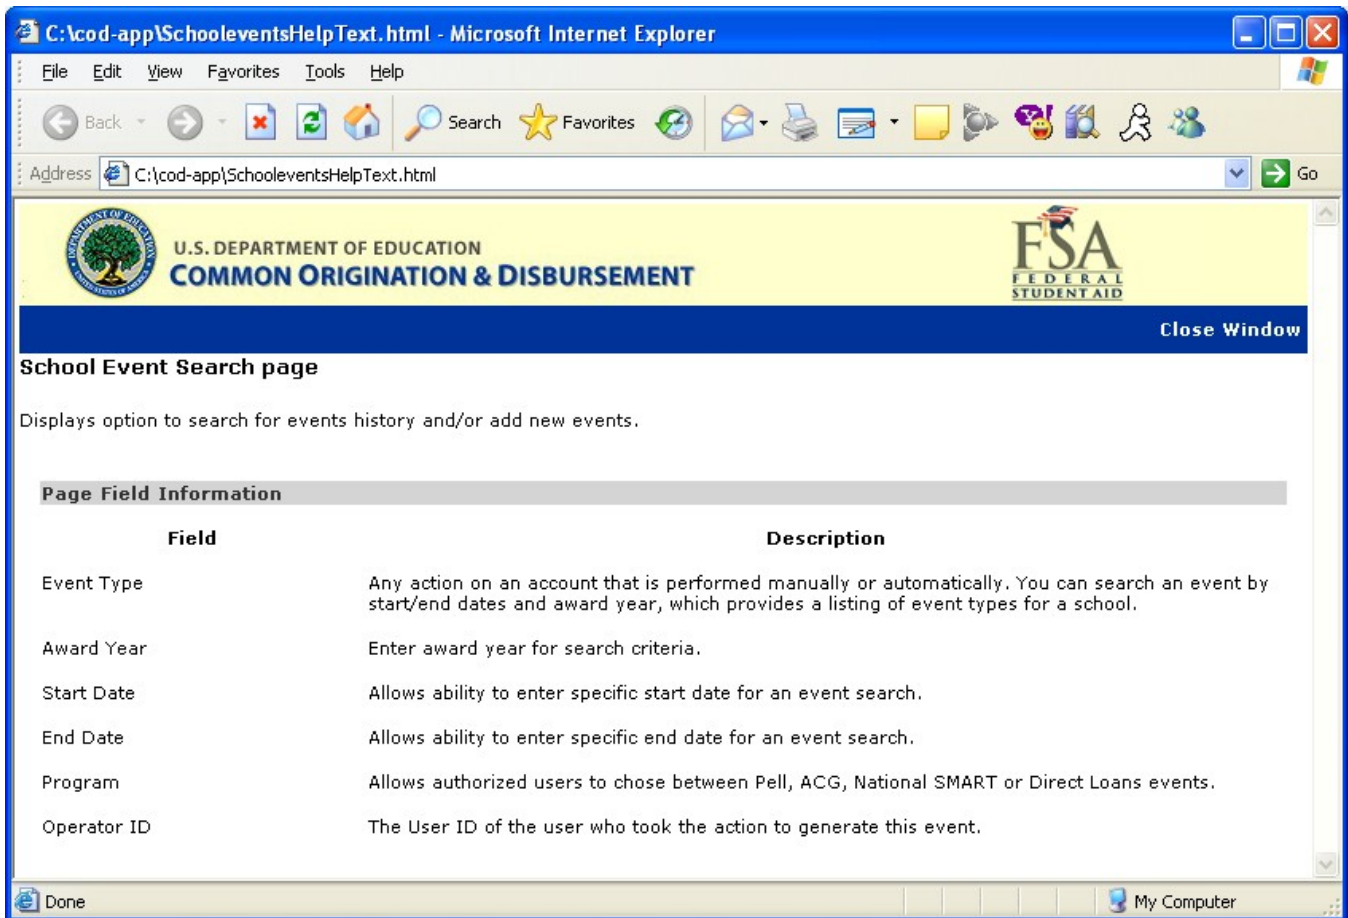 C:\cod-app\SchooleventsHelpText.html - Microsoft Internet Explorer
File Edit View Favorites Tools Help
Back Search Favorites
Address C:\cod-app\SchooleventsHelpText.html Go
U.S. DEPARTMENT OF EDUCATION
COMMON ORIGINATION & DISBURSEMENT
FSA
FEDERAL
STUDENT AID
Close Window
School Event Search page
Displays option to search for events history and/or add new events.
Page Field Information
Field Description
Event Type Any action on an account that is performed manually or automatically. You can search an event by
start/end dates and award year, which provides a listing of event types for a school.
Award Year Enter award year for search criteria.
Start Date Allows ability to enter specific start date for an event search.
End Date Allows ability to enter specific end date for an event search.
Program Allows authorized users to chose between Pell, ACG, National SMART or Direct Loans events.
Operator ID The User ID of the user who took the action to generate this event.
Done My Computer